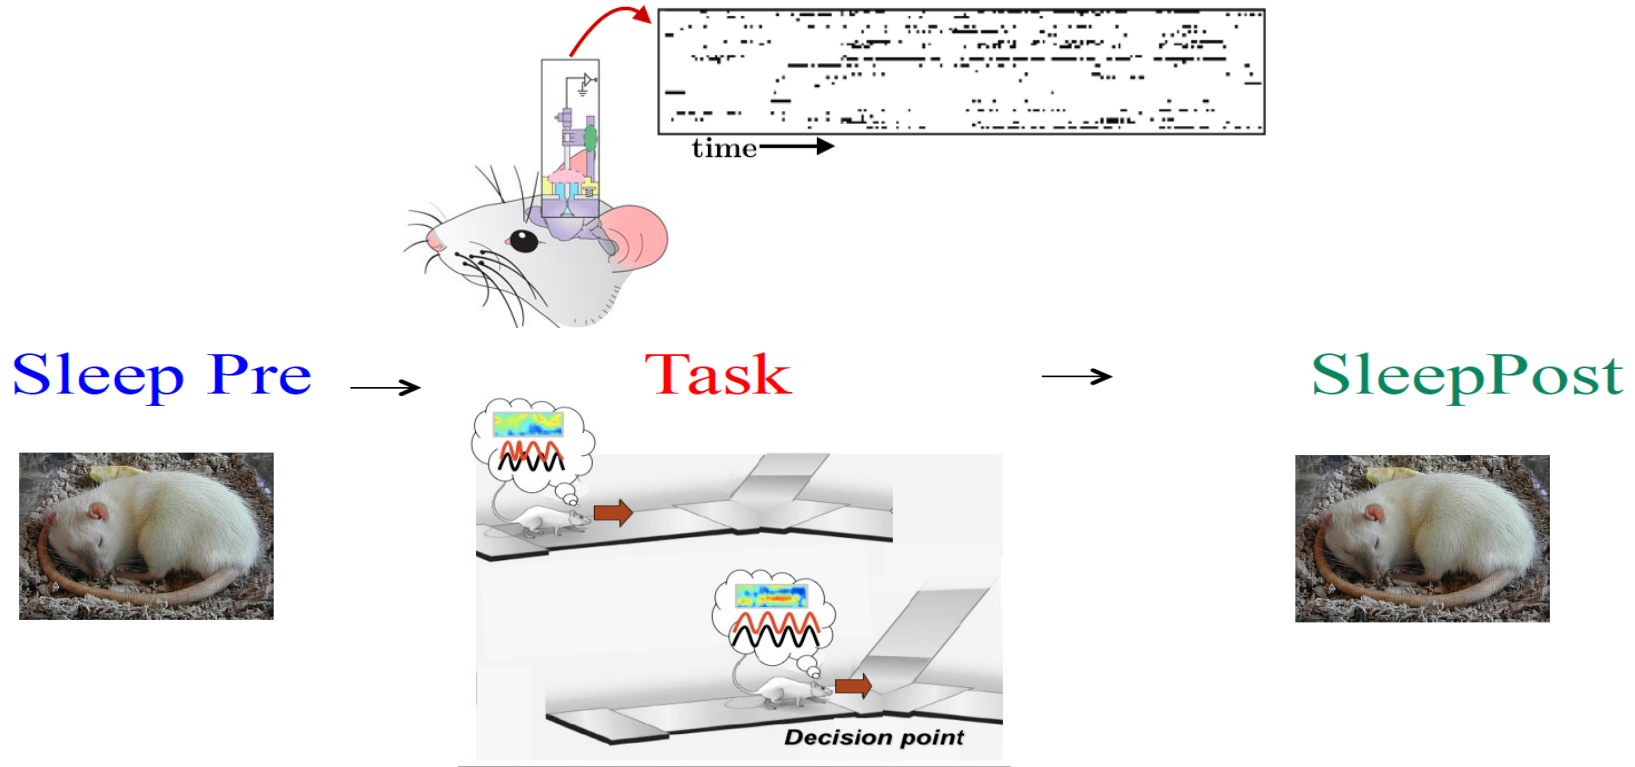 time
Sleep Pre
Task
SleepPost
Decision point